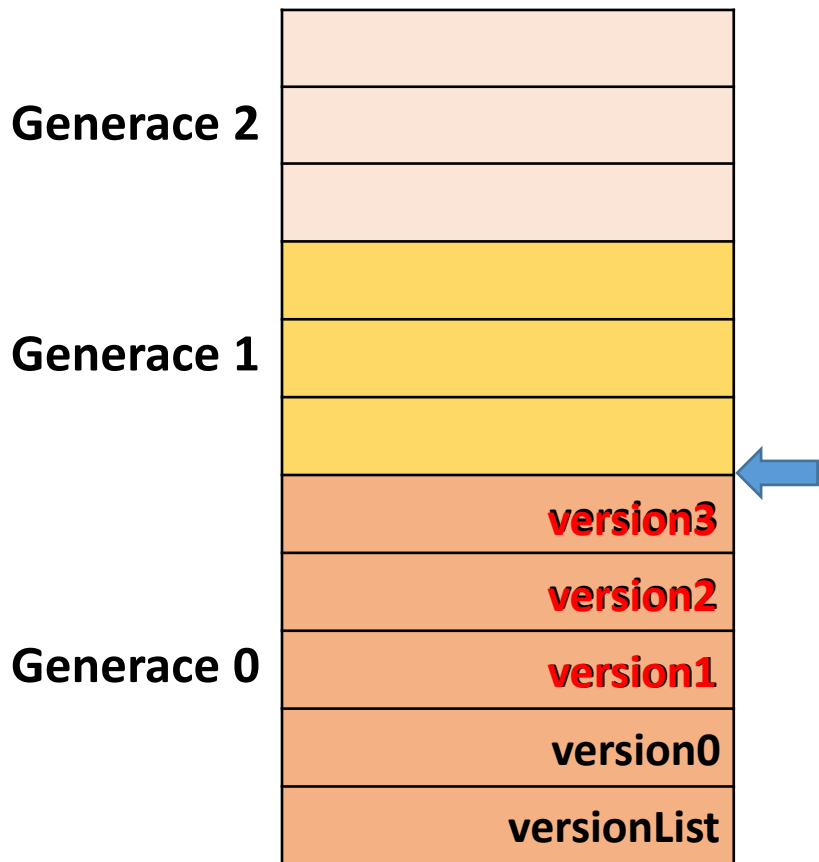 Generace 2
Generace 1
version3
version2
Generace 0
version1
version0
versionList